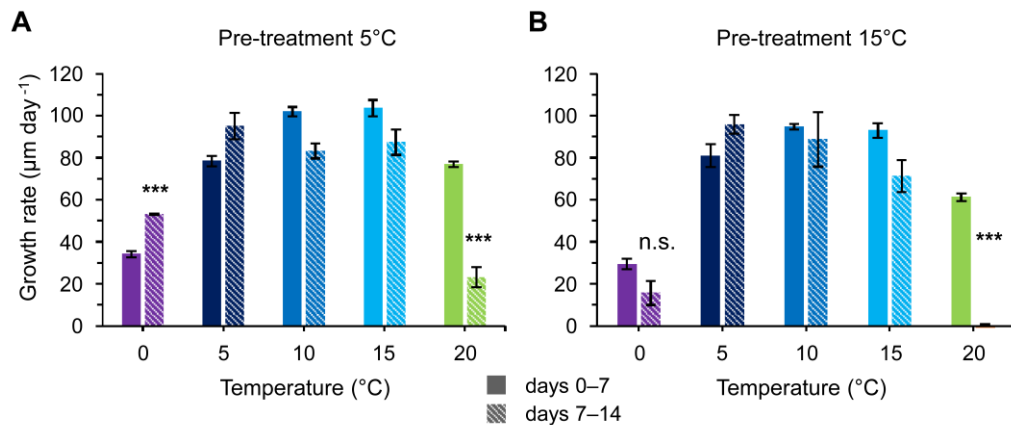 A
Pre-treatment 5°C
Growth rate (µm day⁻¹)
120
100
80
60
40
20
0
***
***
0 5 10 15 20
Temperature (°C)
B
Pre-treatment 15°C
120
100
80
60
40
20
0
n.s.
***
0 5 10 15 20
Temperature (°C)
days 0–7
days 7–14